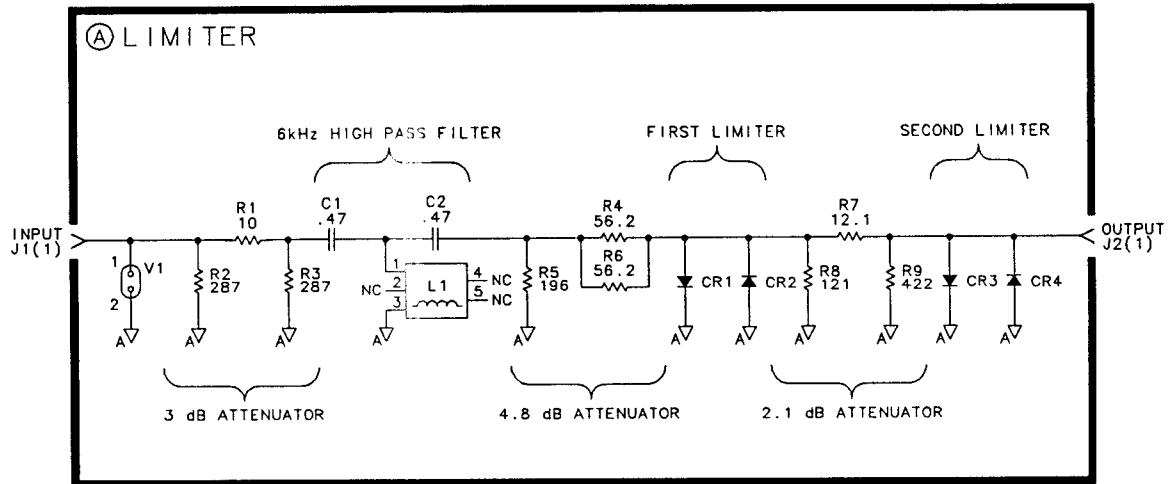 A LIMITER
6kHz HIGH PASS FILTER
FIRST LIMITER
SECOND LIMITER
INPUT
J1(1)
V1
1
2
R1
10
R2
287
R3
287
C1
.47
C2
.47
L1
1
2
3
4
5
NC
NC
NC
R4
56.2
R6
56.2
R5
196
CR1
CR2
R7
12.1
R8
121
R9
422
CR3
CR4
OUTPUT
J2(1)
A
A
A
A
A
A
A
A
A
A
A
3 dB ATTENUATOR
4.8 dB ATTENUATOR
2.1 dB ATTENUATOR